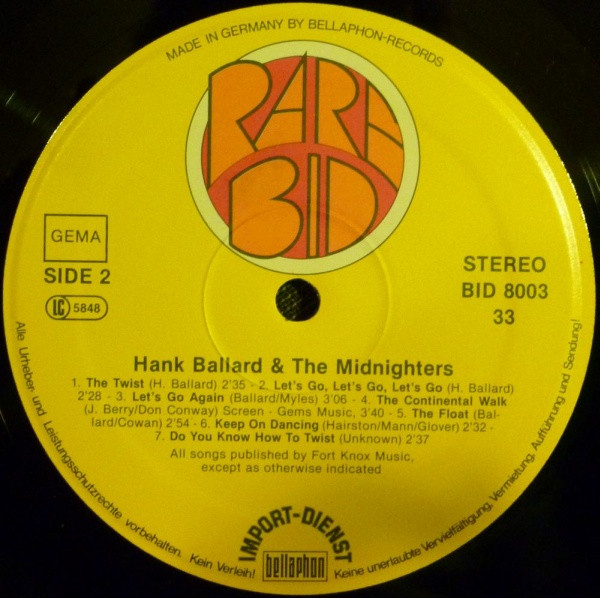 MADE IN GERMANY BY BELLAPHON-RECORDS
RARE
BID
GEMA
SIDE 2
LC 5848
STEREO
BID 8003
33
Hank Ballard & The Midnighters
1. The Twist (H. Ballard) 2'35 - 2. Let's Go, Let's Go, Let's Go (H. Ballard)
2'28 - 3. Let's Go Again (Ballard/Myles) 3'06 - 4. The Continental Walk
(J. Berry/Don Conway) Screen - Gems Music, 3'40 - 5. The Float (Bal-
lard/Cowan) 2'54 - 6. Keep On Dancing (Hairston/Mann/Glover) 2'32 -
7. Do You Know How To Twist (Unknown) 2'37
All songs published by Fort Knox Music,
except as otherwise indicated
IMPORT-DIENST
bellaphon
Alle Urheber- und Leistungsschutzrechte vorbehalten. Kein Verleih! Keine unerlaubte Vervielfältigung, Vermietung, Aufführung und Sendung!